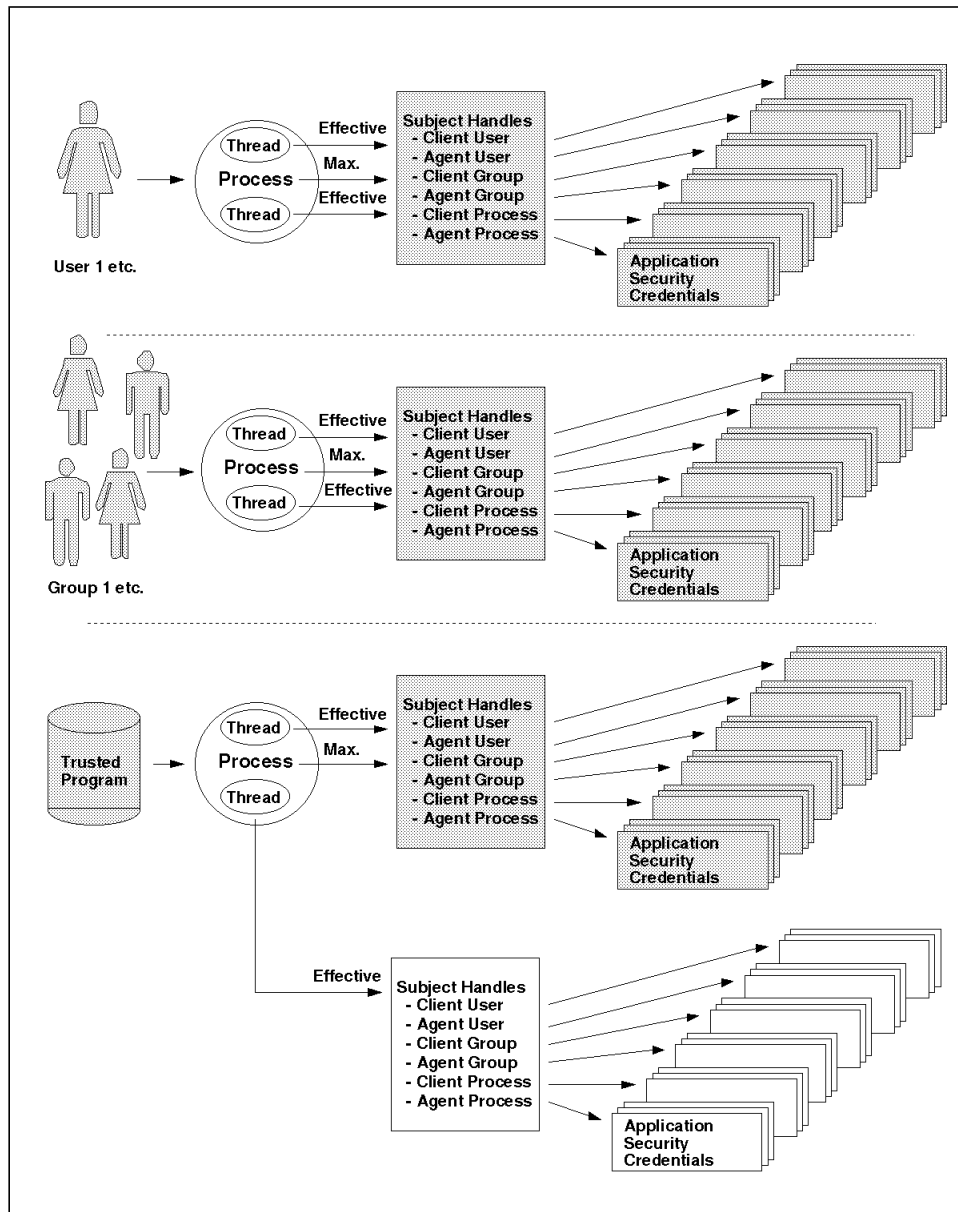 Effective
Thread
Max.
Process
Effective
Thread
Subject Handles
- Client User
- Agent User
- Client Group
- Agent Group
- Client Process
- Agent Process
Application
Security
Credentials
User 1 etc.
Effective
Thread
Max.
Process
Effective
Thread
Subject Handles
- Client User
- Agent User
- Client Group
- Agent Group
- Client Process
- Agent Process
Application
Security
Credentials
Group 1 etc.
Trusted
Program
Effective
Thread
Max.
Process
Thread
Subject Handles
- Client User
- Agent User
- Client Group
- Agent Group
- Client Process
- Agent Process
Application
Security
Credentials
Effective
Subject Handles
- Client User
- Agent User
- Client Group
- Agent Group
- Client Process
- Agent Process
Application
Security
Credentials